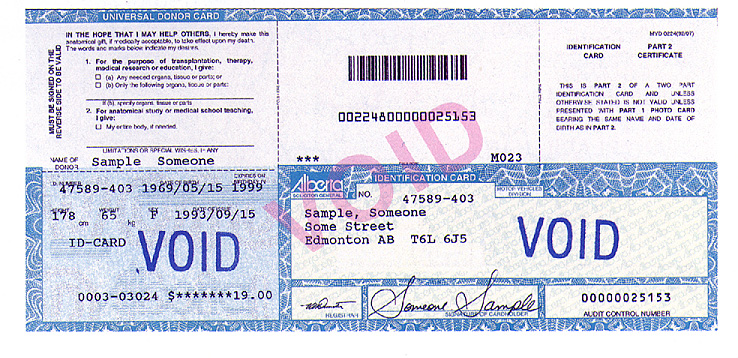 UNIVERSAL DONOR CARD
MUST BE SIGNED ON THE
REVERSE SIDE TO BE VALID
IN THE HOPE THAT I MAY HELP OTHERS, I hereby make this
anatomical gift, if medically acceptable, to take effect upon my death.
The words and marks below indicate my desires.
1. For the purpose of transplantation, therapy,
medical research or education, I give:
(a) Any needed organs, tissue or parts; or
(b) Only the following organs, tissue or parts:
If (b), specify organs, tissue or parts
2. For anatomical study or medical school teaching,
I give:
My entire body, if needed.
LIMITATIONS OR SPECIAL WISHES, IF ANY
NAME OF
DONOR
Sample Someone
00224800000025153
***
M023
MVD 0224(92/07)
IDENTIFICATION
CARD
PART 2
CERTIFICATE
THIS IS PART 2 OF A TWO PART
IDENTIFICATION CARD AND UNLESS
OTHERWISE STATED IS NOT VALID UNLESS
PRESENTED WITH PART 1 PHOTO CARD
BEARING THE SAME NAME AND DATE OF
BIRTH AS IN PART 2.
VOID
EXPIRES ON
47589-403 1969/05/15 1999
178 cm 65 kg 1993/09/15
WEIGHT
ID-CARD
VOID
0003-03024 $*******19.00
Alberta
SOLICITOR GENERAL
IDENTIFICATION CARD
MOTOR VEHICLES
DIVISION
NO. 47589-403
Sample, Someone
Some Street
Edmonton AB T6L 6J5
VOID
REGISTRAR
Someone Sample
SIGNATURE OF CARDHOLDER
00000025153
AUDIT CONTROL NUMBER